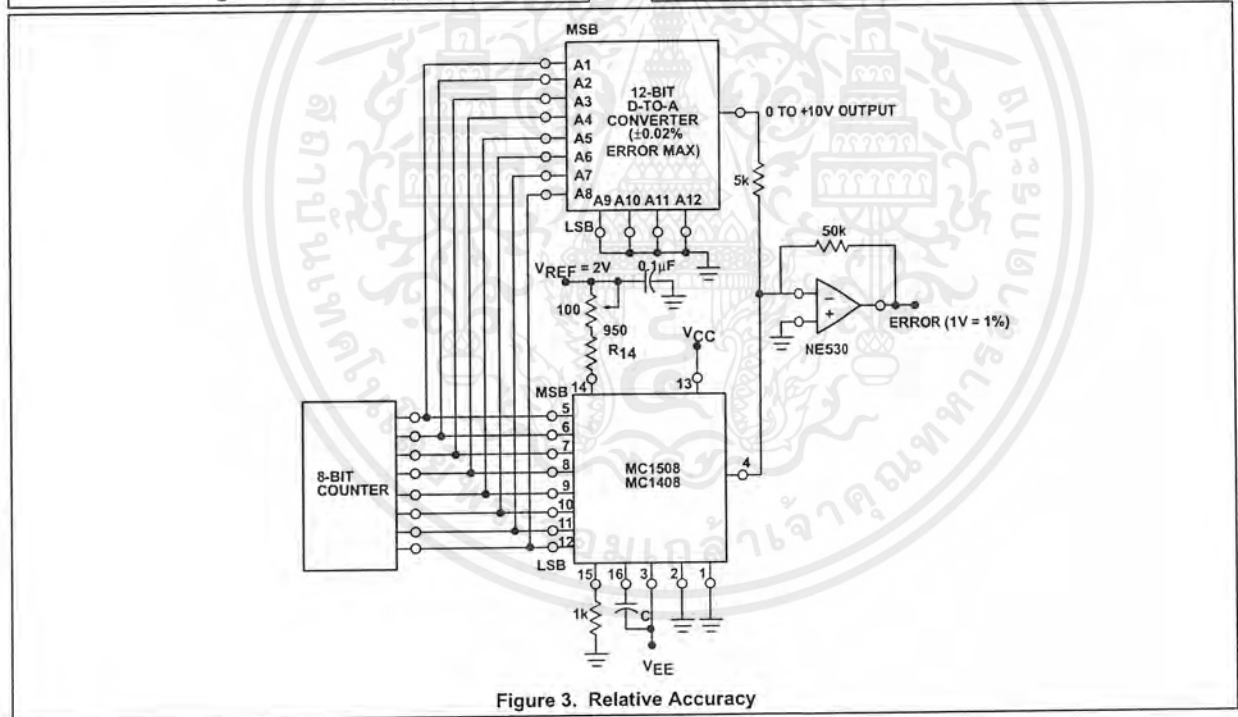 MSB
A1
A2
A3
A4
A5
A6
A7
A8
12-BIT
D-TO-A
CONVERTER
(±0.02%
ERROR MAX)
A9 A10 A11 A12
LSB
0 TO +10V OUTPUT
5k
50k
VREF = 2V
0.1μF
100
950
R14
VCC
−
+
NE530
ERROR (1V = 1%)
MSB
14
13
8-BIT
COUNTER
5
6
7
8
9
10
11
12
LSB
MC1508
MC1408
4
15
16
3
2
1
1k
C
VEE
Figure 3. Relative Accuracy